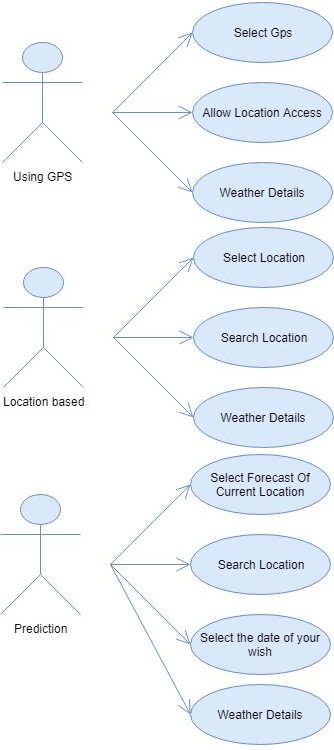 Select Gps
Allow Location Access
Using GPS
Weather Details
Select Location
Search Location
Location based
Weather Details
Select Forecast Of
Current Location
Search Location
Prediction
Select the date of your
wish
Weather Details